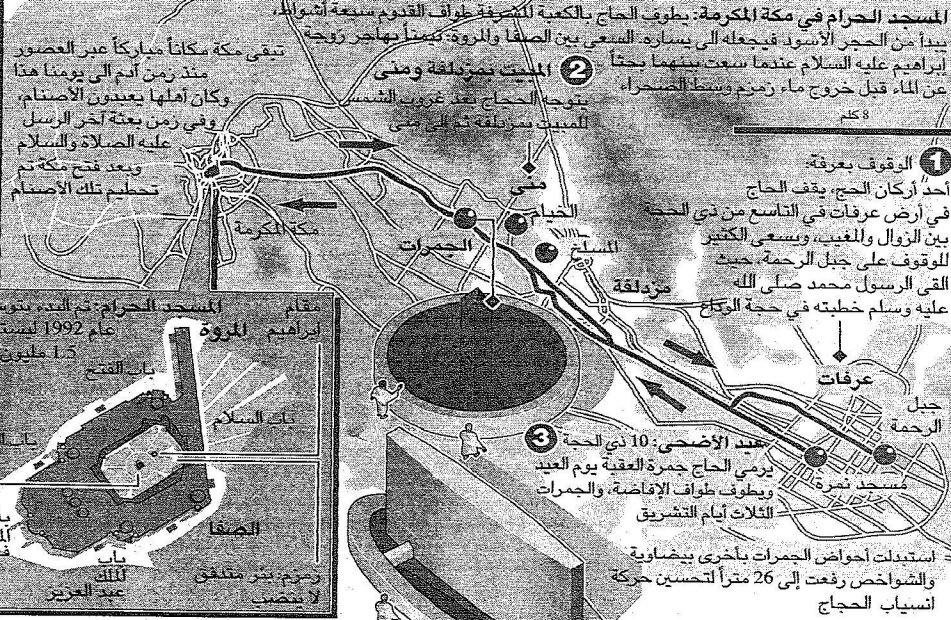 المسجد الحرام في مكة المكرمة: يطوف الحاج بالكعبة المشرفة طواف القدوم سبعة أشواط،
يبدأ من الحجر الأسود فيجعله الى يساره. السعي بين الصفا والمروة: تيمناً بهاجر زوجة
إبراهيم عليه السلام عندما سعت بينهما بحثاً
عن الماء قبل خروج ماء زمزم وسط الصحراء
8 كلم
تبقى مكة مكاناً مباركاً عبر العصور
منذ زمن آدم الى يومنا هذا
وكان أهلها يعبدون الأصنام،
وفي زمن بعثة آخر الرسل
عليه الصلاة والسلام
وبعد فتح مكة تم
تحطيم تلك الأصنام
2 المبيت بمزدلفة ومنى
يتوجه الحجاج بعد غروب الشمس
للمبيت بمزدلفة ثم إلى منى
1 الوقوف بعرفة:
أحد أركان الحج، يقف الحاج
في أرض عرفات في التاسع من ذي الحجة
بين الزوال والمغيب، ويسعى الكثير
للوقوف على جبل الرحمة، حيث
القى الرسول محمد صلى الله
عليه وسلم خطبته في حجة الوداع
منى
الخيام
المسلخ
الجمرات
مزدلفة
مكة المكرمة
عرفات
جبل
الرحمة
مسجد نمرة
3 عيد الأضحى: 10 ذي الحجة
يرمي الحاج جمرة العقبة يوم العيد
ويطوف طواف الإفاضة، والجمرات
الثلاث أيام التشريق
استبدلت أحواض الجمرات بأخرى بيضاوية
والشواخص رفعت إلى 26 متراً لتحسين حركة
انسياب الحجاج
المسجد الحرام: تم البدء
عام 1992
1.5 مليون
مقام
إبراهيم
المروة
باب الفتح
باب السلام
الصفا
باب
الملك
عبد العزيز
زمزم: بئر متدفق
لا ينضب